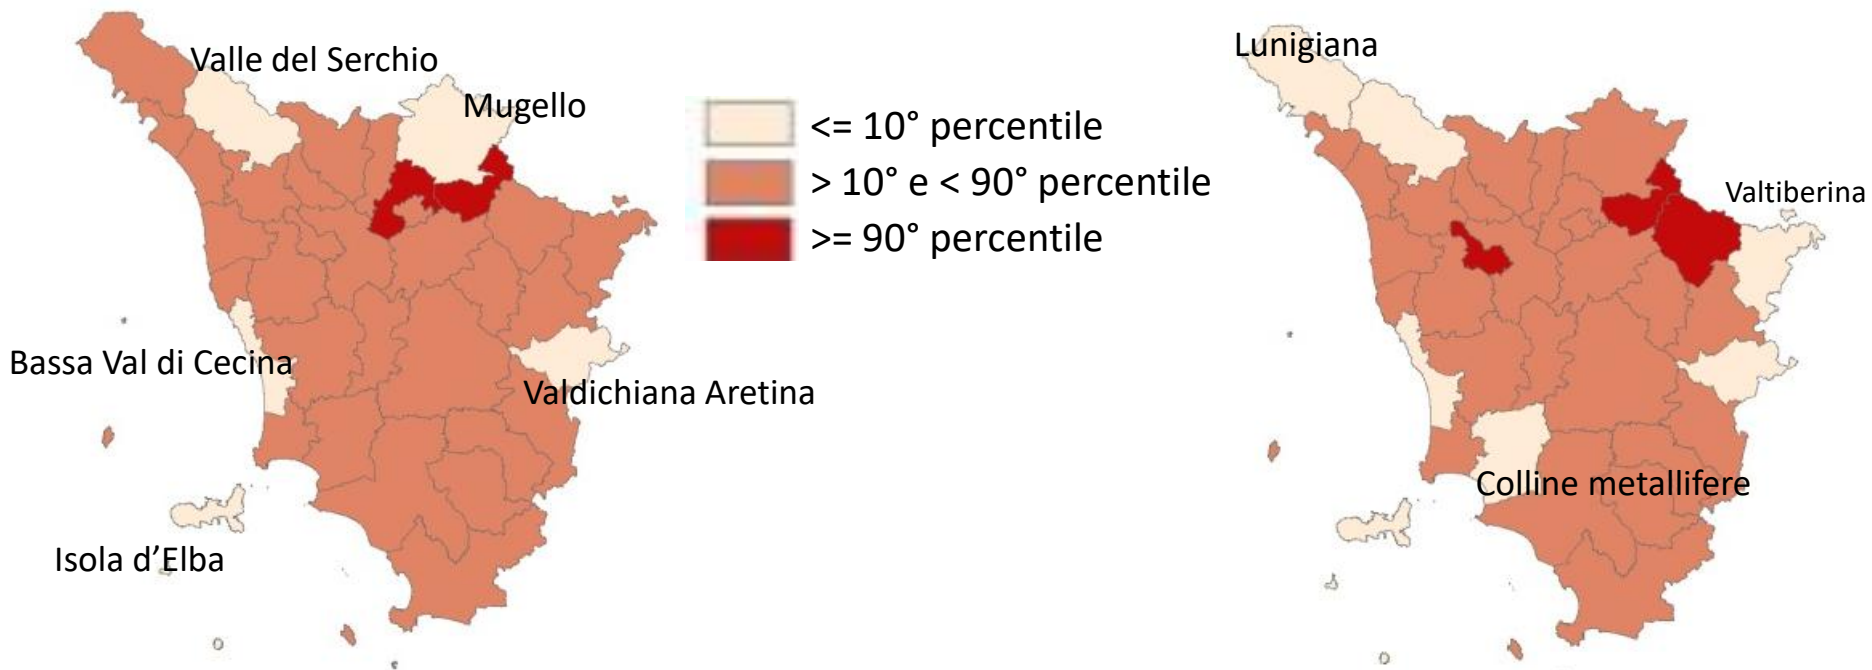 Valle del Serchio
Mugello
Bassa Val di Cecina
Valdichiana Aretina
Isola d’Elba
<= 10° percentile
> 10° e < 90° percentile
>= 90° percentile
Lunigiana
Valtiberina
Colline metallifere